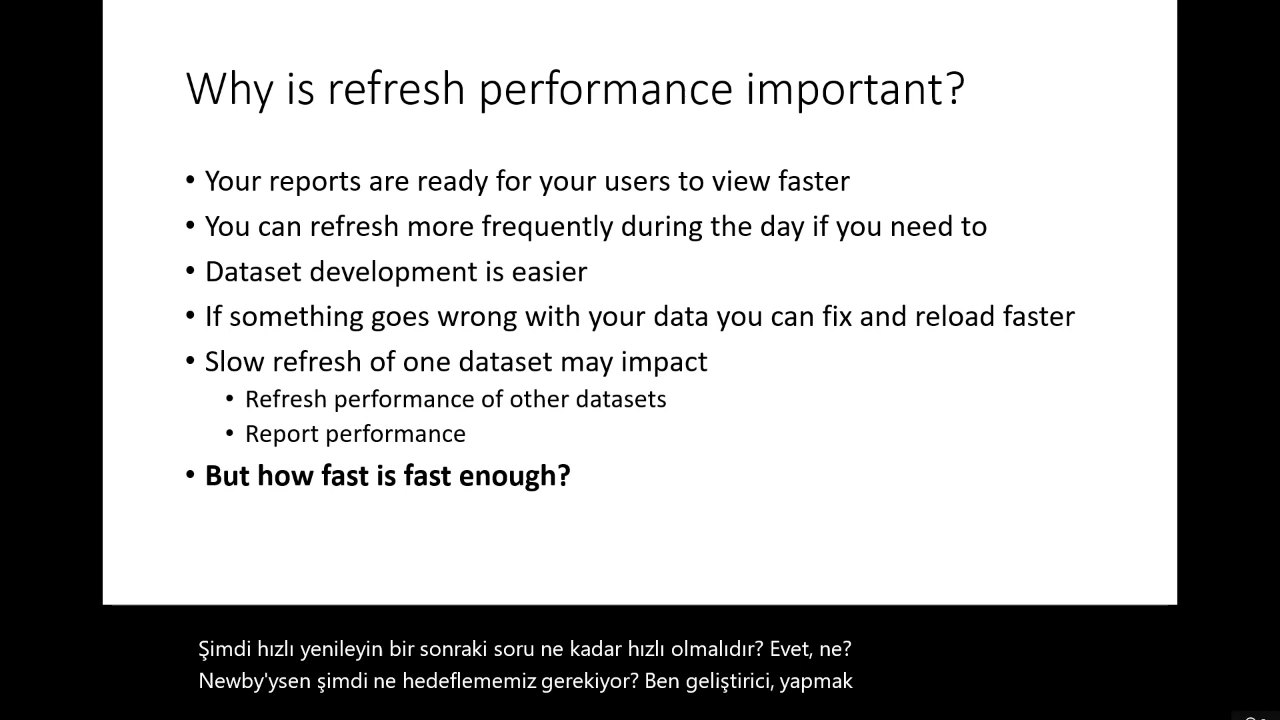 Why is refresh performance important?
• Your reports are ready for your users to view faster
• You can refresh more frequently during the day if you need to
• Dataset development is easier
• If something goes wrong with your data you can fix and reload faster
• Slow refresh of one dataset may impact
• Refresh performance of other datasets
• Report performance
• But how fast is fast enough?
Şimdi hızlı yenileyin bir sonraki soru ne kadar hızlı olmalıdır? Evet, ne?
Newby'ysen şimdi ne hedeflememiz gerekiyor? Ben geliştirici, yapmak